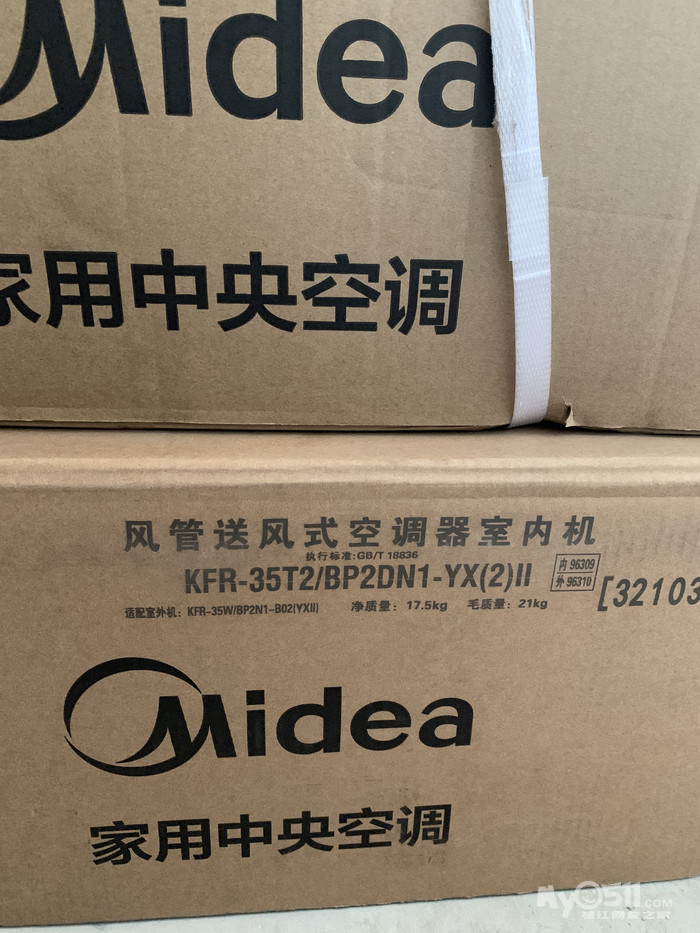 Midea
家用中央空调
风管送风式空调器室内机
执行标准:GB/T 18836
KFR-35T2/BP2DN1-YX(2)II
内 96309
外 96310
[32103
适配室外机：KFR-35W/BP2N1-B02(YXII) 净质量：17.5kg 毛质量：21kg
Midea
家用中央空调
My0511.COM